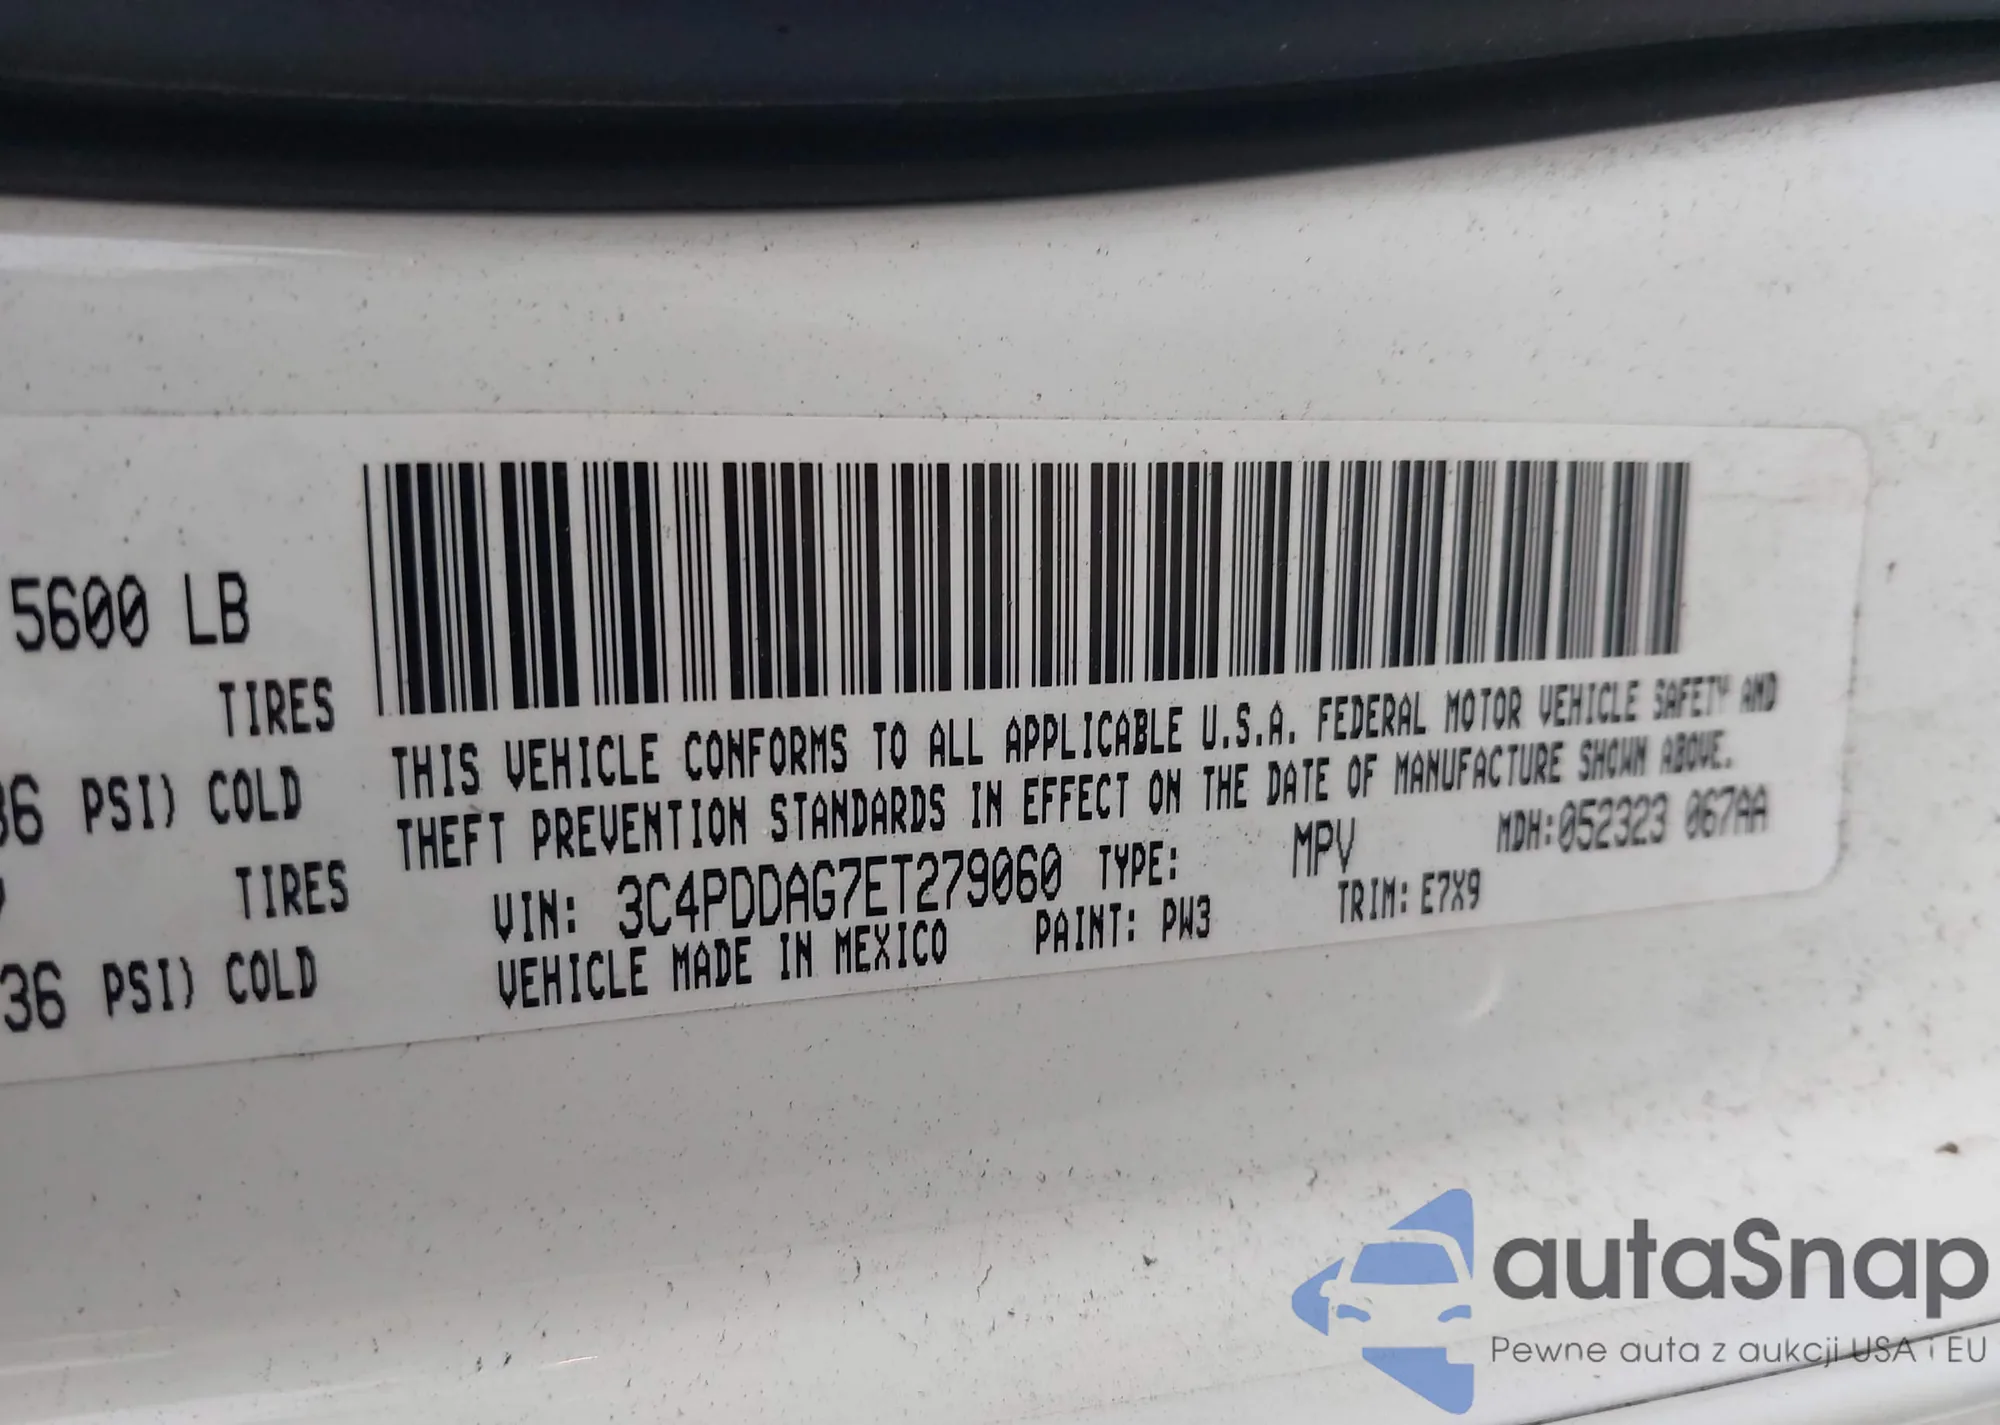 5600 LB
TIRES
36 PSI) COLD
TIRES
36 PSI) COLD
THIS VEHICLE CONFORMS TO ALL APPLICABLE U.S.A. FEDERAL MOTOR VEHICLE SAFETY AND
THEFT PREVENTION STANDARDS IN EFFECT ON THE DATE OF MANUFACTURE SHOWN ABOVE.
VIN: 3C4PDDAG7ET279060 TYPE: MPV MDH:052323 067AA
VEHICLE MADE IN MEXICO PAINT: PW3 TRIM: E7X9
autaSnap
Pewne auta z aukcji USA i EU